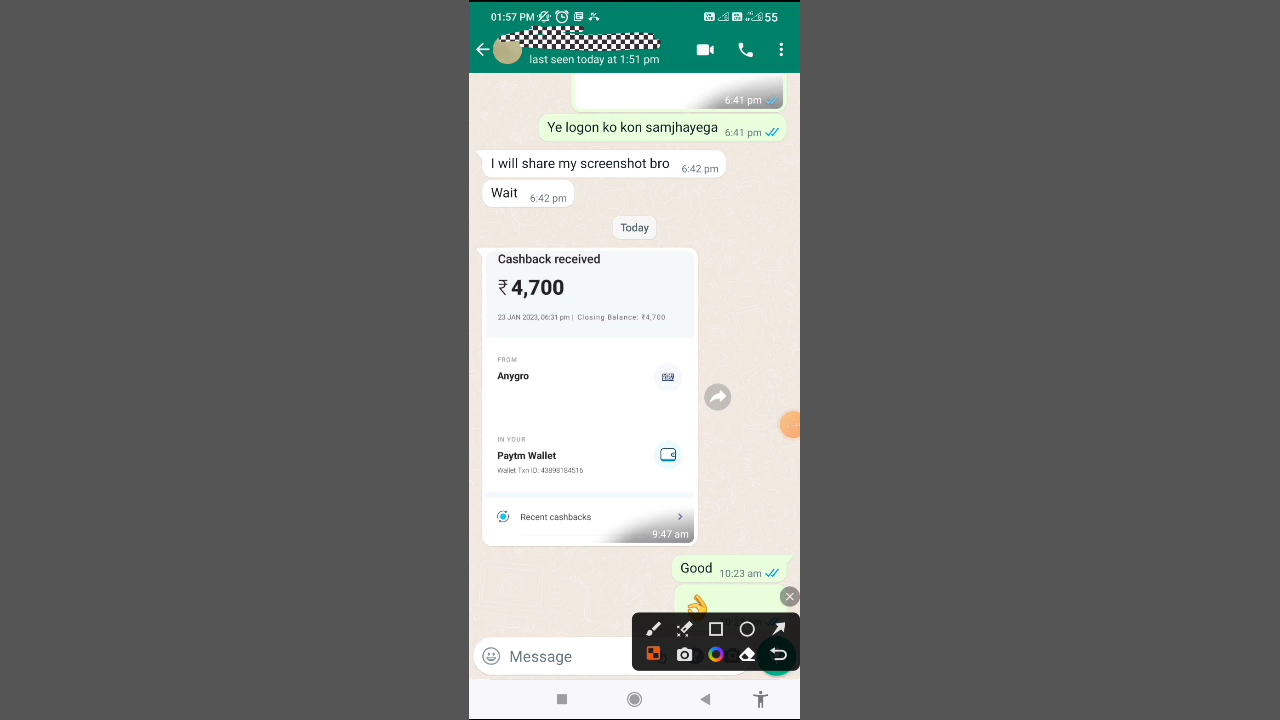 01:57 PM
55
last seen today at 1:51 pm
6:41 pm
Ye logon ko kon samjhayega 6:41 pm
I will share my screenshot bro 6:42 pm
Wait 6:42 pm
Today
Cashback received
₹4,700
23 JAN 2023, 06:31 pm | Closing Balance: ₹4,700
FROM
Anygro
IN YOUR
Paytm Wallet
Wallet Txn ID: 43898184516
Recent cashbacks
9:47 am
Good 10:23 am
Message